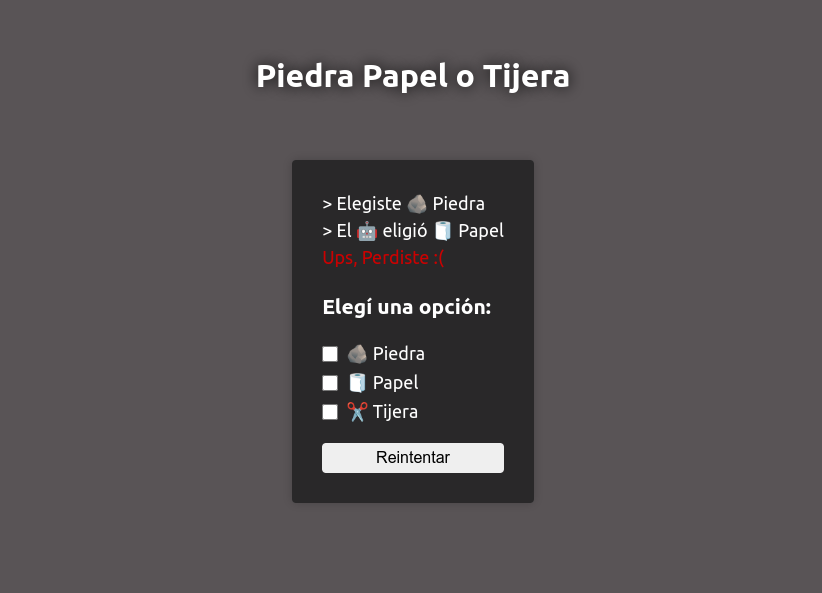 Piedra Papel o Tijera
> Elegiste 🪨 Piedra
> El 🤖 eligió 🧻 Papel
Ups, Perdiste :(
Elegí una opción:
🪨 Piedra
🧻 Papel
✂️ Tijera
Reintentar